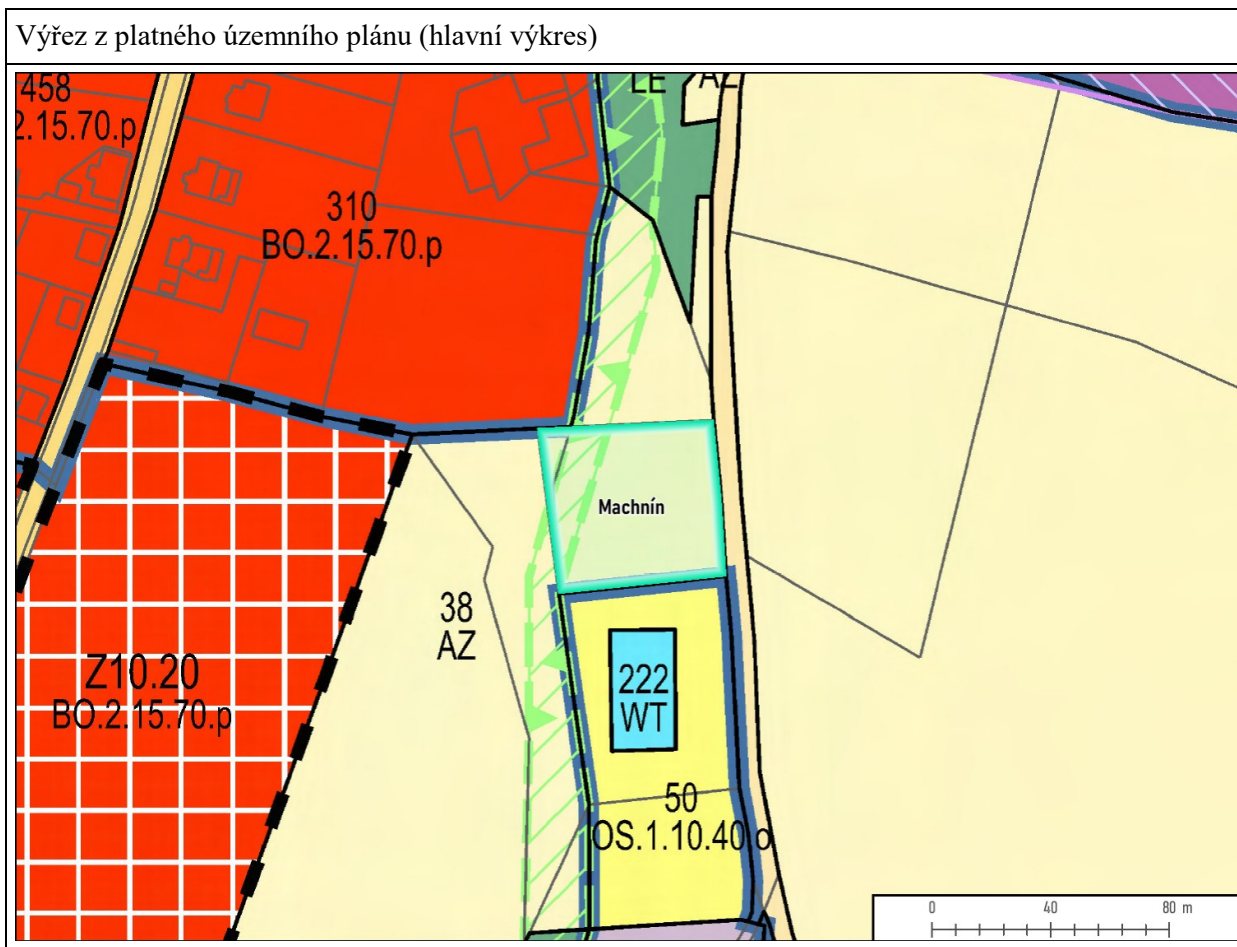 Výřez z platného územního plánu (hlavní výkres)
458
2.15.70.p
LE
AZ
310
BO.2.15.70.p
Machnín
38
AZ
Z10.20
BO.2.15.70.p
222
WT
50
OS.1.10.40.o
0 40 80 m